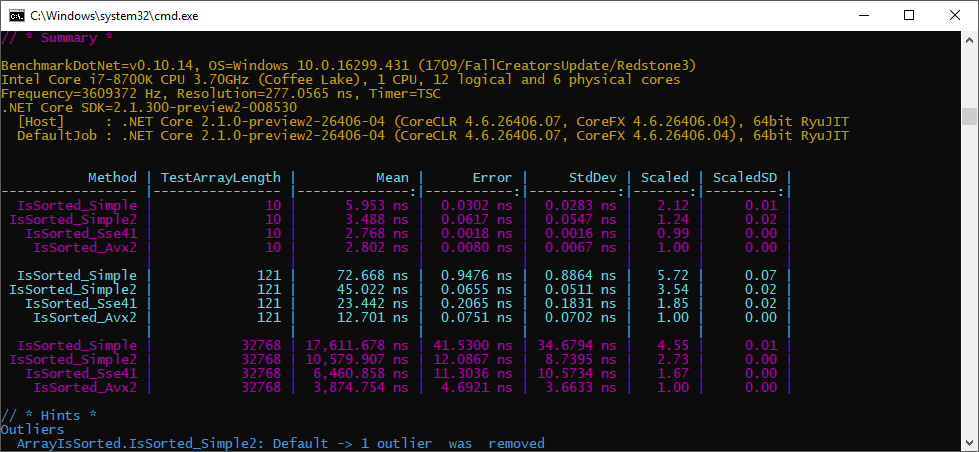 C:\Windows\system32\cmd.exe
// * Summary *
BenchmarkDotNet=v0.10.14, OS=Windows 10.0.16299.431 (1709/FallCreatorsUpdate/Redstone3)
Intel Core i7-8700K CPU 3.70GHz (Coffee Lake), 1 CPU, 12 logical and 6 physical cores
Frequency=3609372 Hz, Resolution=277.0565 ns, Timer=TSC
.NET Core SDK=2.1.300-preview2-008530
  [Host]     : .NET Core 2.1.0-preview2-26406-04 (CoreCLR 4.6.26406.07, CoreFX 4.6.26406.04), 64bit RyuJIT
  DefaultJob : .NET Core 2.1.0-preview2-26406-04 (CoreCLR 4.6.26406.07, CoreFX 4.6.26406.04), 64bit RyuJIT
           Method | TestArrayLength |          Mean |      Error |     StdDev | Scaled | ScaledSD |
----------------- |---------------- |--------------:|-----------:|-----------:|-------:|---------:|
  IsSorted_Simple |              10 |      5.953 ns |  0.0302 ns |  0.0283 ns |   2.12 |     0.01 |
 IsSorted_Simple2 |              10 |      3.488 ns |  0.0617 ns |  0.0547 ns |   1.24 |     0.02 |
   IsSorted_Sse41 |              10 |      2.768 ns |  0.0018 ns |  0.0016 ns |   0.99 |     0.00 |
    IsSorted_Avx2 |              10 |      2.802 ns |  0.0080 ns |  0.0067 ns |   1.00 |     0.00 |
                  |                 |               |            |            |        |          |
  IsSorted_Simple |             121 |     72.668 ns |  0.9476 ns |  0.8864 ns |   5.72 |     0.07 |
 IsSorted_Simple2 |             121 |     45.022 ns |  0.0655 ns |  0.0511 ns |   3.54 |     0.02 |
   IsSorted_Sse41 |             121 |     23.442 ns |  0.2065 ns |  0.1831 ns |   1.85 |     0.02 |
    IsSorted_Avx2 |             121 |     12.701 ns |  0.0751 ns |  0.0702 ns |   1.00 |     0.00 |
                  |                 |               |            |            |        |          |
  IsSorted_Simple |           32768 | 17,611.678 ns | 41.5300 ns | 34.6794 ns |   4.55 |     0.01 |
 IsSorted_Simple2 |           32768 | 10,579.907 ns | 12.0867 ns |  8.7395 ns |   2.73 |     0.00 |
   IsSorted_Sse41 |           32768 |  6,460.858 ns | 11.3036 ns | 10.5734 ns |   1.67 |     0.00 |
    IsSorted_Avx2 |           32768 |  3,874.754 ns |  4.6921 ns |  3.6633 ns |   1.00 |     0.00 |
// * Hints *
Outliers
  ArrayIsSorted.IsSorted_Simple2: Default -> 1 outlier  was  removed